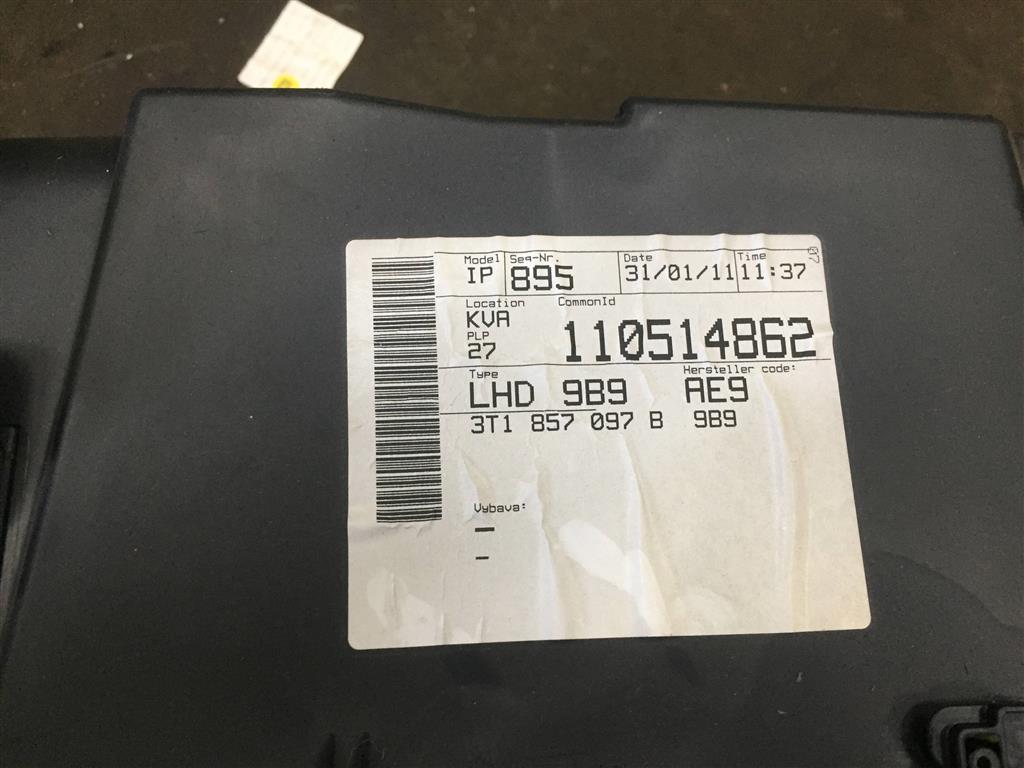 Model Seq-Nr. Date Time 07
IP 895 31/01/11 11:37
Location CommonId
KVA
PLP
27 110514862
Type Hersteller code:
LHD 9B9 AE9
3T1 857 097 B 9B9
Vybava:
–
–